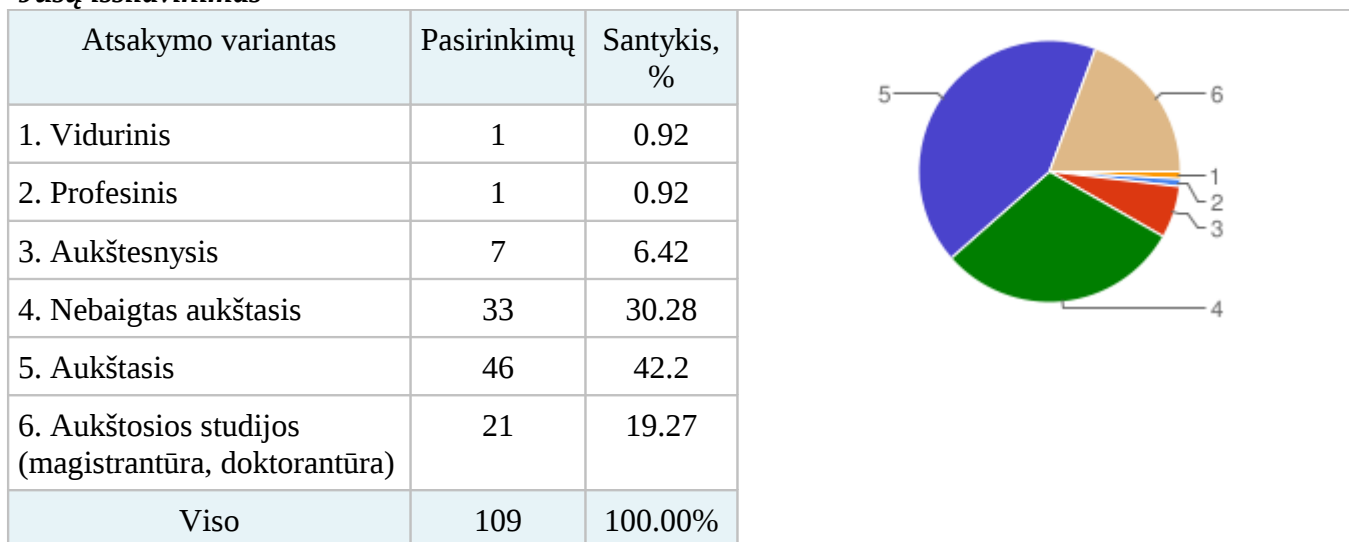 Atsakymo variantas Pasirinkimų Santykis,
%
1. Vidurinis 1 0.92
2. Profesinis 1 0.92
3. Aukštesnysis 7 6.42
4. Nebaigtas aukštasis 33 30.28
5. Aukštasis 46 42.2
6. Aukštosios studijos 21 19.27
(magistrantūra, doktorantūra)
Viso 109 100.00%
5
6
1
2
3
4